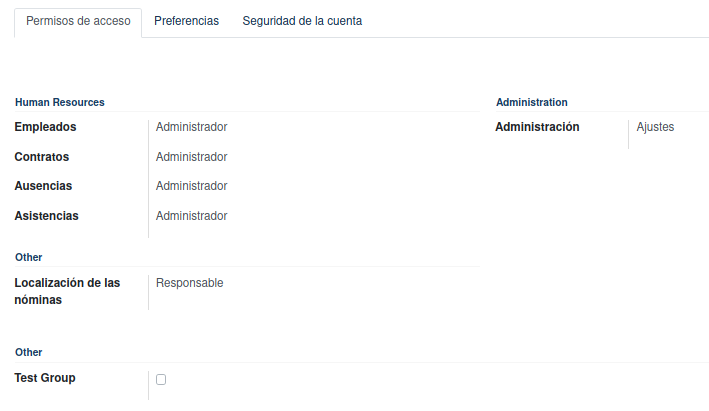 Permisos de acceso Preferencias Seguridad de la cuenta
Human Resources
Empleados Administrador
Contratos Administrador
Ausencias Administrador
Asistencias Administrador
Administration
Administración Ajustes
Other
Localización de las Responsable
nóminas
Other
Test Group